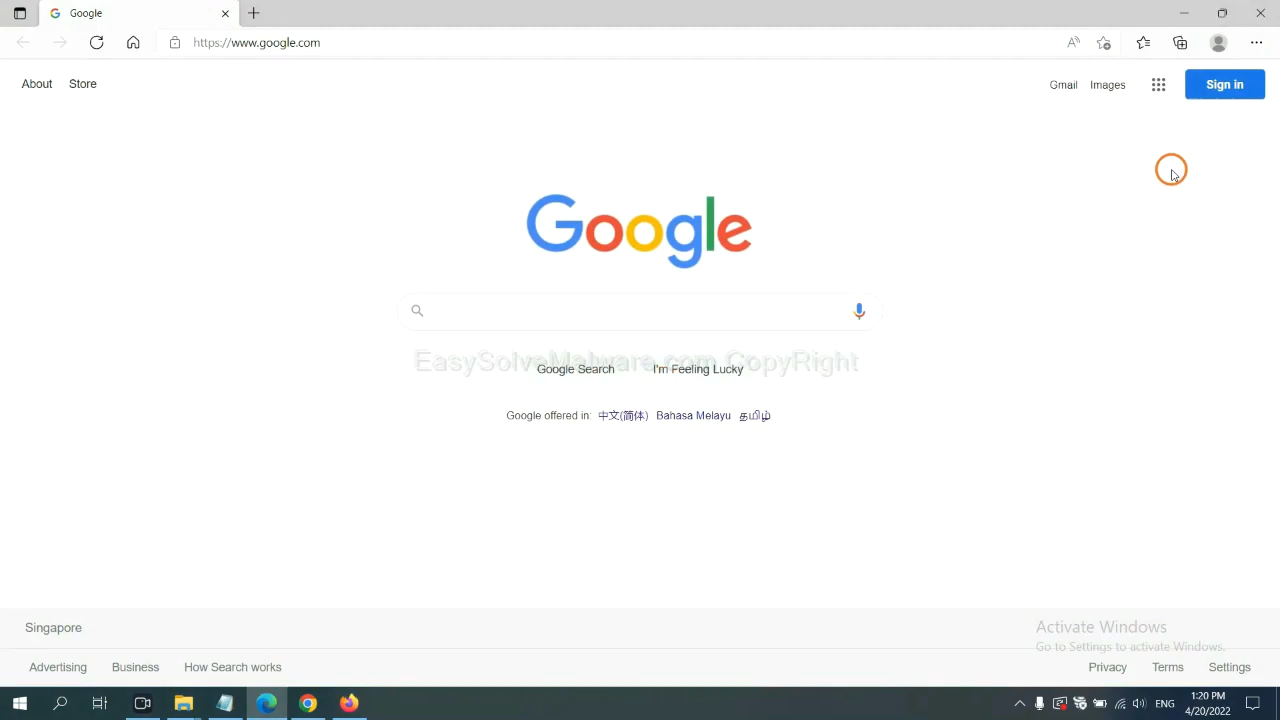 Google
https://www.google.com
About Store
Gmail Images Sign in
Google
EasySolveMalware.com CopyRight
Google Search I'm Feeling Lucky
Google offered in: 中文(简体) Bahasa Melayu தமிழ்
Singapore
Activate Windows
Go to Settings to activate Windows.
Advertising Business How Search works
Privacy Terms Settings
ENG
1:20 PM
4/20/2022